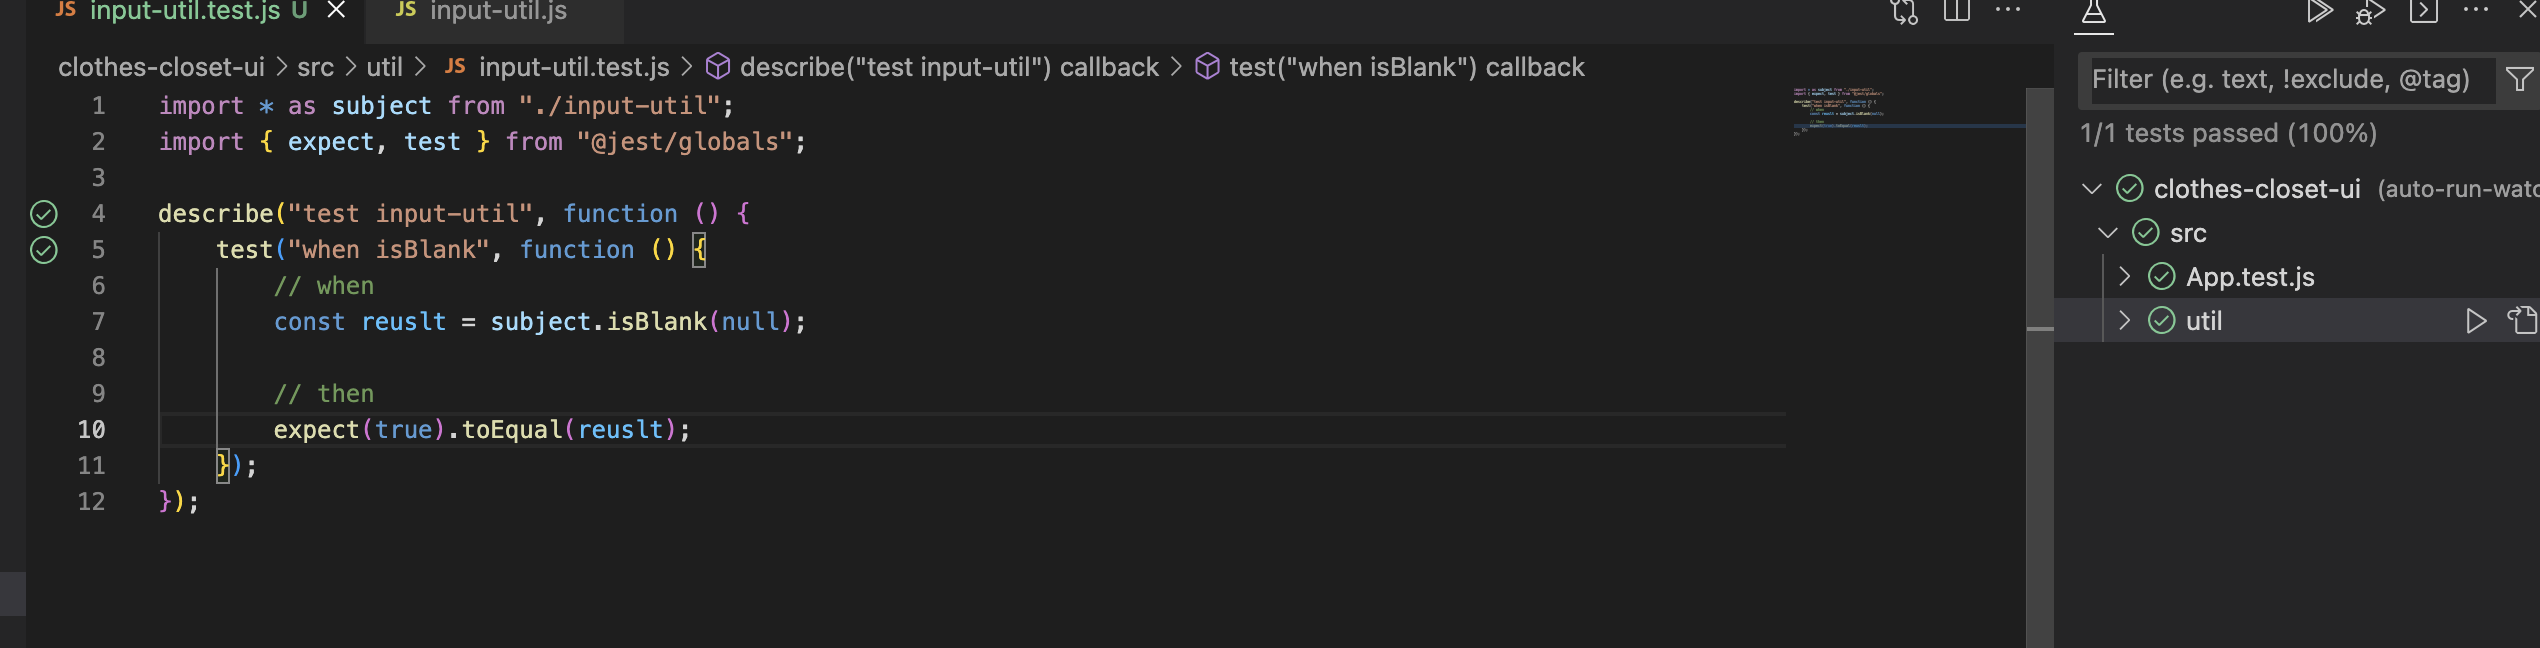 JS input-util.test.js U
JS input-util.js
clothes-closet-ui > src > util > JS input-util.test.js > describe("test input-util") callback > test("when isBlank") callback
1 import * as subject from "./input-util";
2 import { expect, test } from "@jest/globals";
3
4 describe("test input-util", function () {
5 test("when isBlank", function () {
6 // when
7 const reuslt = subject.isBlank(null);
8
9 // then
10 expect(true).toEqual(reuslt);
11 });
12 });
Filter (e.g. text, !exclude, @tag)
1/1 tests passed (100%)
clothes-closet-ui (auto-run-watc
src
App.test.js
util